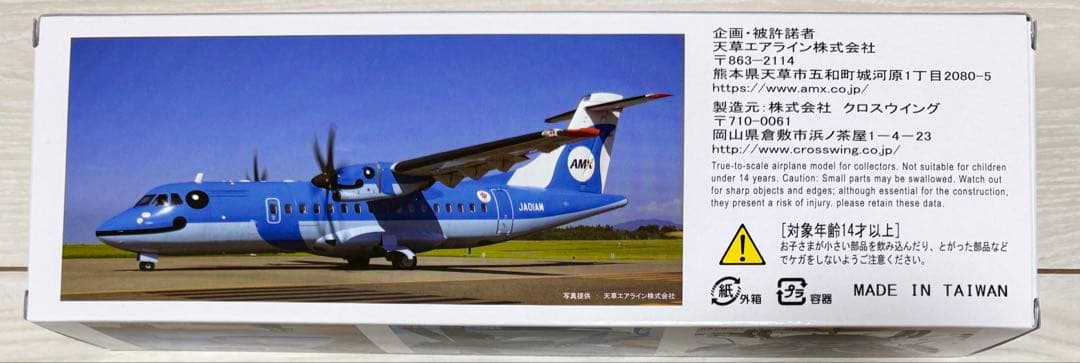 企画・被許諾者
天草エアライン株式会社
〒863-2114
熊本県天草市五和町城河原1丁目2080-5
https://www.amx.co.jp/
製造元：株式会社 クロスウイング
〒710-0061
岡山県倉敷市浜ノ茶屋1－4－23
http://www.crosswing.co.jp/
True-to-scale airplane model for collectors. Not suitable for children
under 14 years. Caution: Small parts may be swallowed. Watch out
for sharp objects and edges; although essential for the construction,
they present a risk of injury. please retain these data.
[対象年齢14才以上]
お子さまが小さい部品を飲み込んだり、とがった部品など
でケガをしないようご注意ください。
紙 外箱 プラ 容器 MADE IN TAIWAN
AMX
JA01AM
写真提供 ： 天草エアライン株式会社